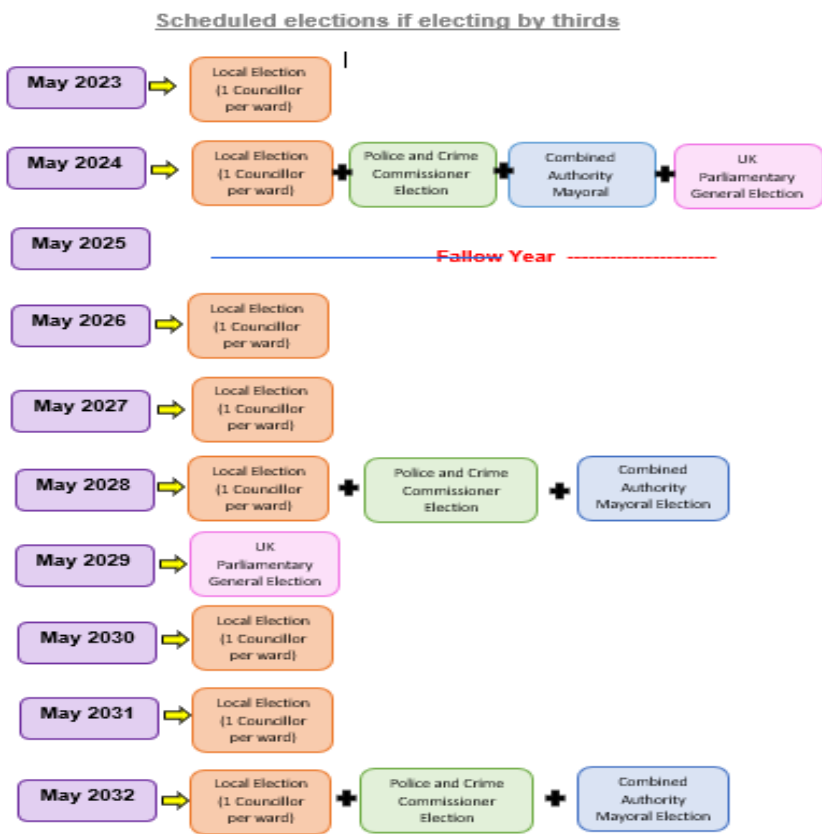 Scheduled elections if electing by thirds
May 2023
Local Election
(1 Councillor
per ward)
May 2024
Local Election
(1 Councillor
per ward)
Police and Crime
Commissioner
Election
Combined
Authority
Mayoral
UK
Parliamentary
General Election
May 2025
Fallow Year
May 2026
Local Election
(1 Councillor
per ward)
May 2027
Local Election
(1 Councillor
per ward)
May 2028
Local Election
(1 Councillor
per ward)
Police and Crime
Commissioner
Election
Combined
Authority
Mayoral Election
May 2029
UK
Parliamentary
General Election
May 2030
Local Election
(1 Councillor
per ward)
May 2031
Local Election
(1 Councillor
per ward)
May 2032
Local Election
(1 Councillor
per ward)
Police and Crime
Commissioner
Election
Combined
Authority
Mayoral Election